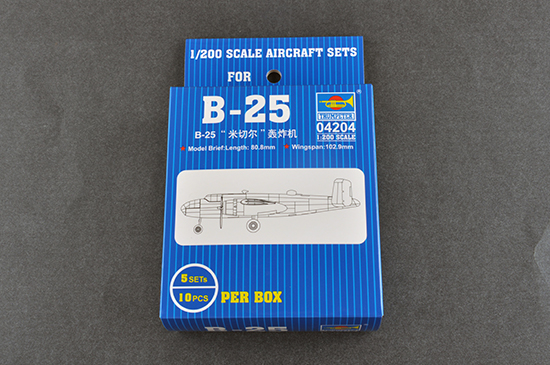 1/200 SCALE AIRCRAFT SETS
FOR
B-25
B-25 “米切尔”轰炸机
Model Brief:Length: 80.8mm Wingspan:102.9mm
TRUMPETER
04204
1:200 SCALE
5 SETs
10 PCS
PER BOX
B-25
04204